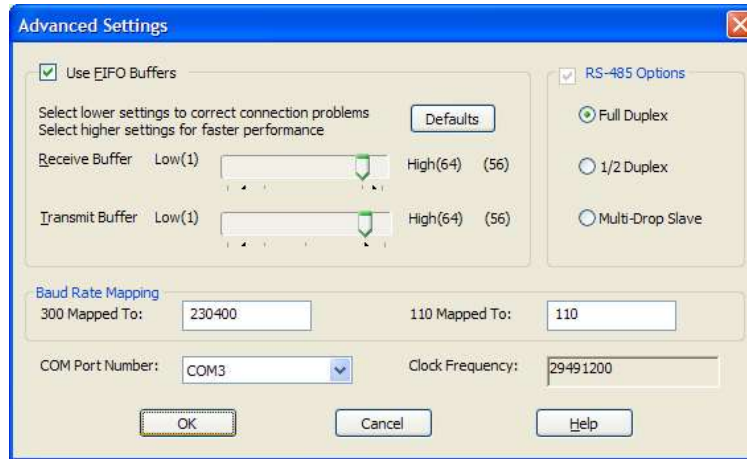 Advanced Settings
Use FIFO Buffers
RS-485 Options
Select lower settings to correct connection problems
Select higher settings for faster performance
Defaults
Full Duplex
Receive Buffer Low(1) High(64) (56)
1/2 Duplex
Transmit Buffer Low(1) High(64) (56)
Multi-Drop Slave
Baud Rate Mapping
300 Mapped To: 230400 110 Mapped To: 110
COM Port Number: COM3 Clock Frequency: 29491200
OK Cancel Help